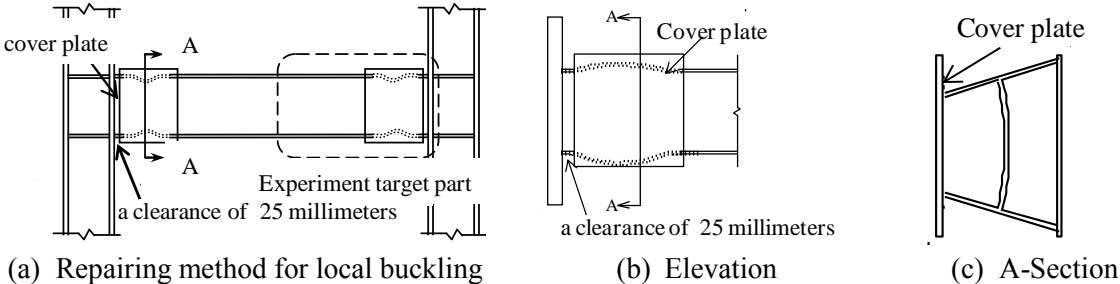 cover plate
A
A
Experiment target part
a clearance of 25 millimeters
(a) Repairing method for local buckling
A
Cover plate
A
a clearance of 25 millimeters
(b) Elevation
Cover plate
(c) A-Section